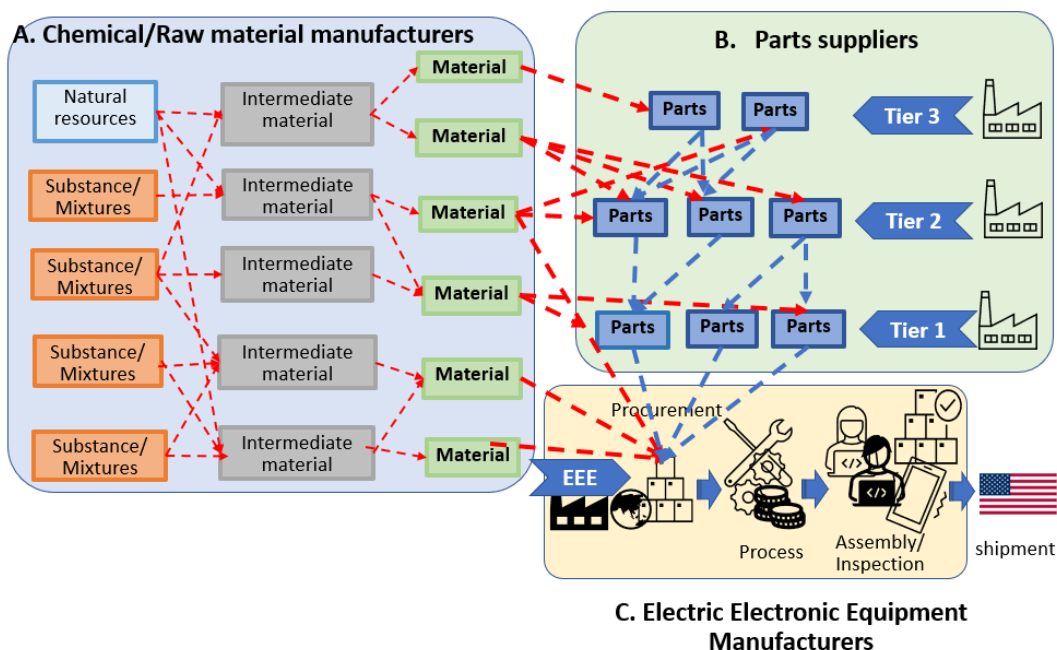 A. Chemical/Raw material manufacturers
Natural
resources
Substance/
Mixtures
Substance/
Mixtures
Substance/
Mixtures
Substance/
Mixtures
Intermediate
material
Intermediate
material
Intermediate
material
Intermediate
material
Intermediate
material
Material
Material
Material
Material
Material
Material
B. Parts suppliers
Parts
Parts
Tier 3
Parts
Parts
Parts
Tier 2
Parts
Parts
Parts
Tier 1
Procurement
EEE
Process
Assembly/
Inspection
shipment
C. Electric Electronic Equipment
Manufacturers